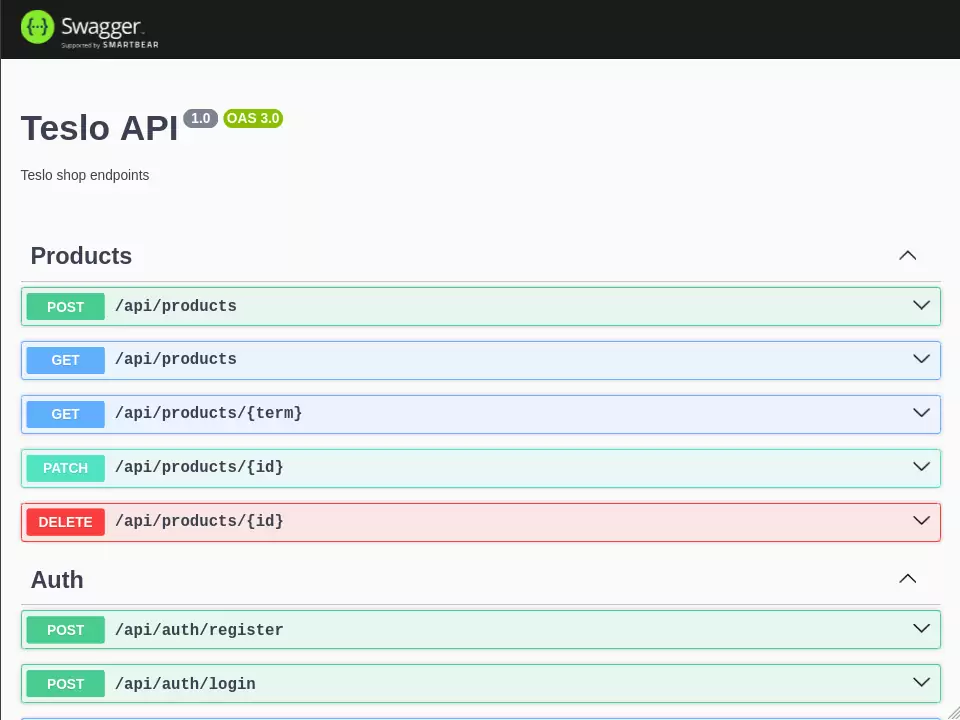 Swagger
Supported by SMARTBEAR
Teslo API 1.0 OAS 3.0
Teslo shop endpoints
Products
POST /api/products
GET /api/products
GET /api/products/{term}
PATCH /api/products/{id}
DELETE /api/products/{id}
Auth
POST /api/auth/register
POST /api/auth/login